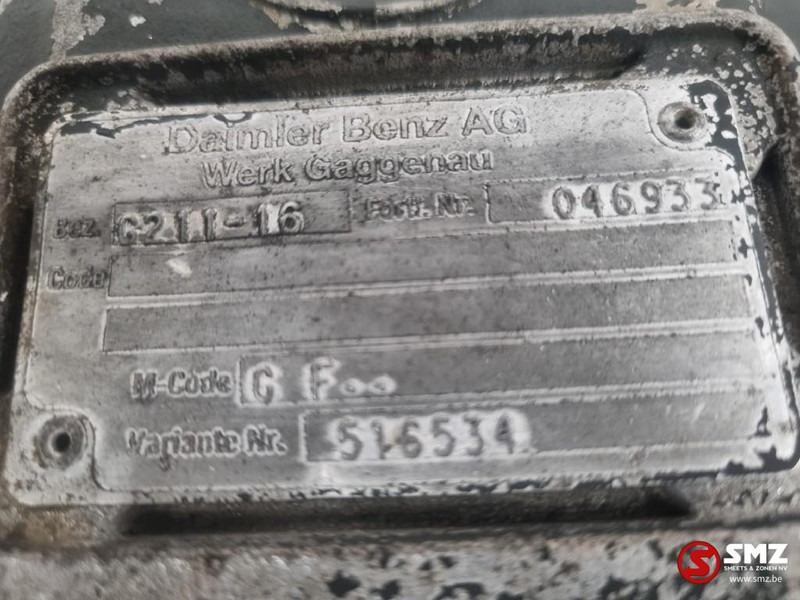 Daimler Benz AG
Werk Gaggenau
Bez. G211-16 Fort. Nr. 046933
Code
M-Code G F..
Variante Nr. 516534
SMZ
SMEETS & ZONEN NV
www.smz.be